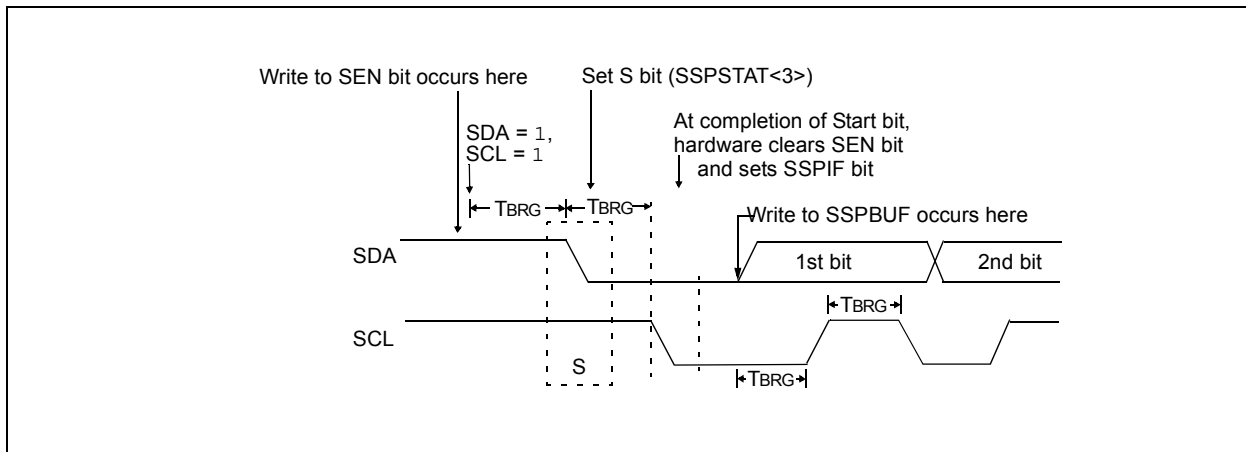 Write to SEN bit occurs here
Set S bit (SSPSTAT<3>)
SDA = 1,
SCL = 1
At completion of Start bit,
hardware clears SEN bit
and sets SSPIF bit
TBRG
TBRG
Write to SSPBUF occurs here
SDA
1st bit
2nd bit
TBRG
SCL
S
TBRG